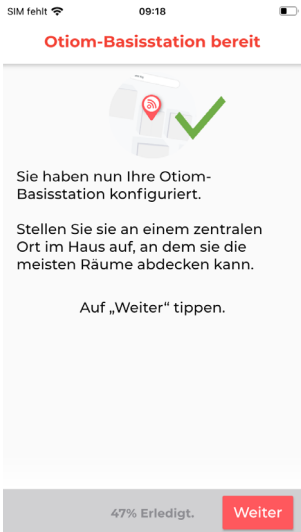 SIM fehlt 09:18
Otiom-Basisstation bereit
Sie haben nun Ihre Otiom-
Basisstation konfiguriert.
Stellen Sie sie an einem zentralen
Ort im Haus auf, an dem sie die
meisten Räume abdecken kann.
Auf „Weiter“ tippen.
47% Erledigt. Weiter